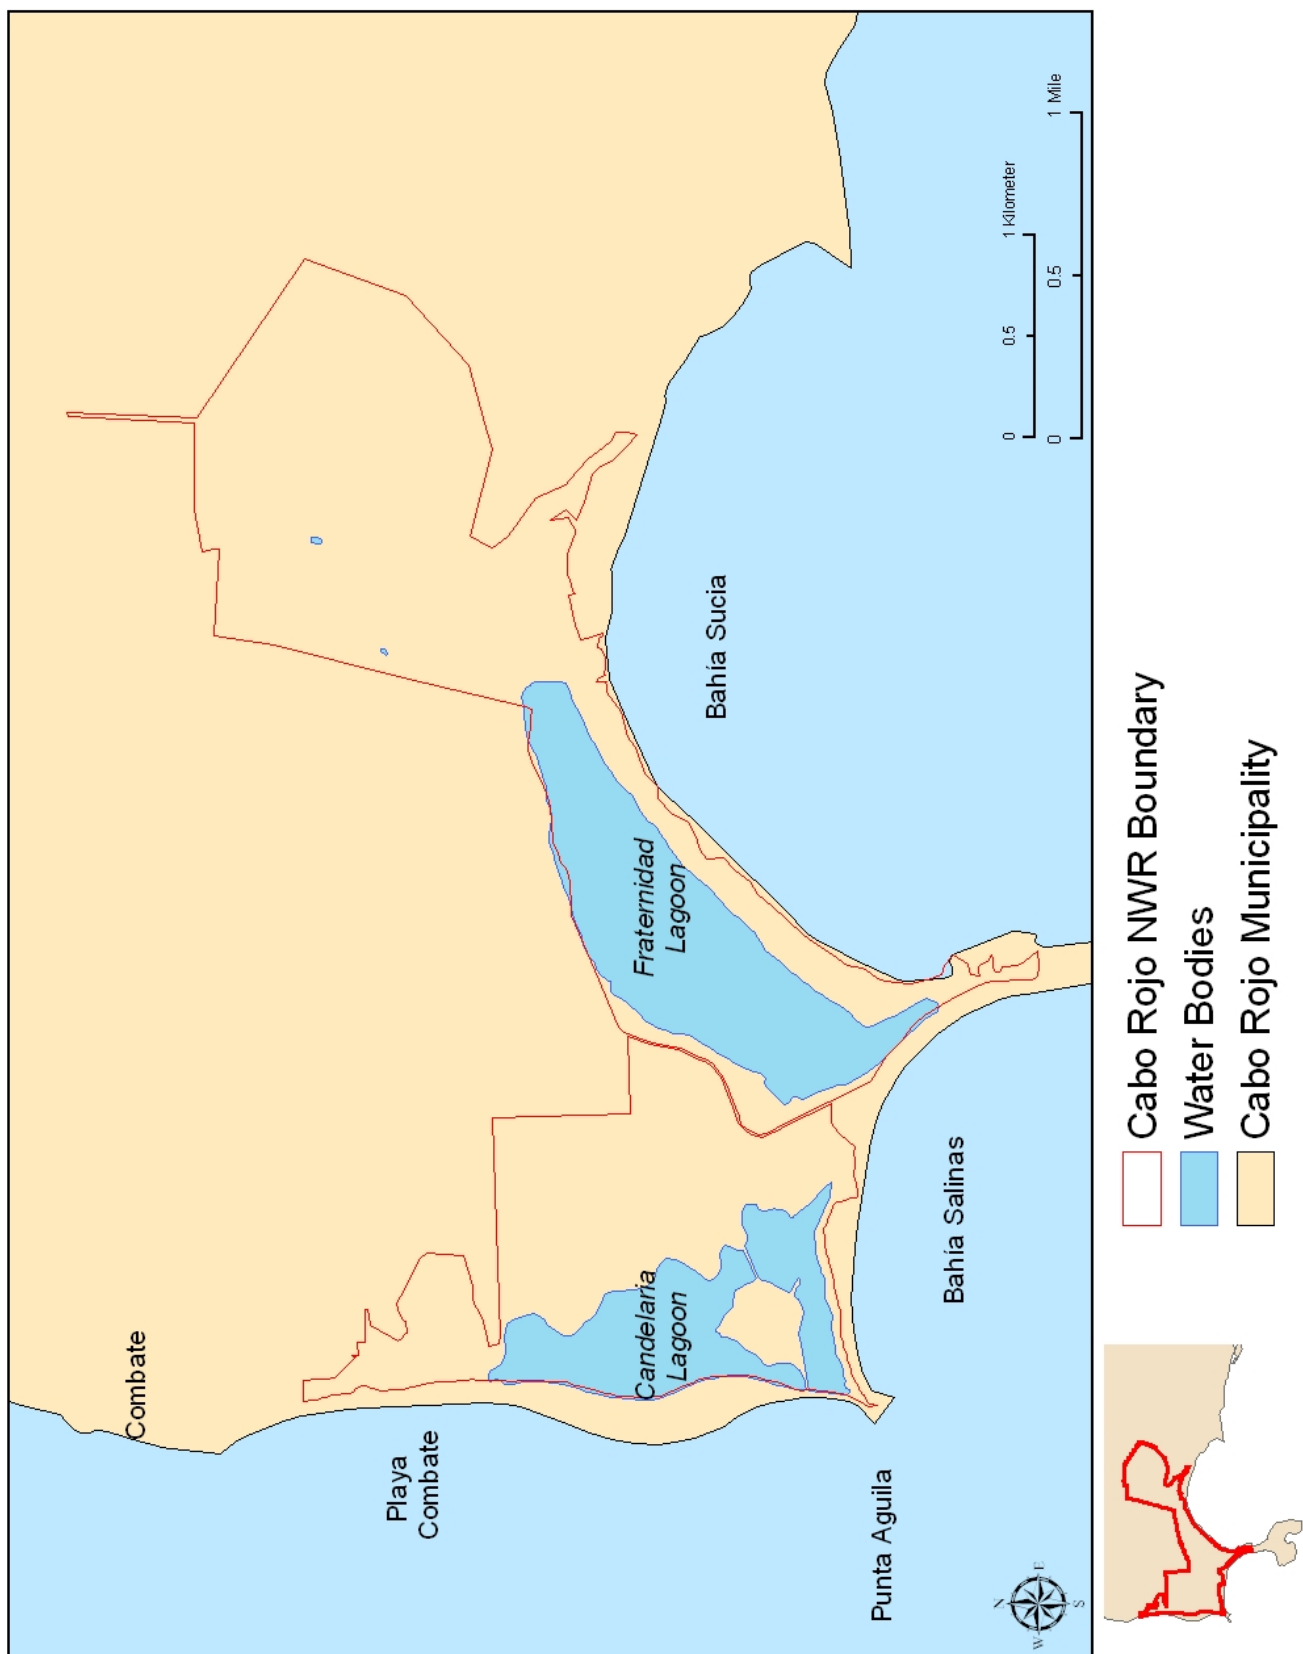 Combate
Playa
Combate
Candelaria
Lagoon
Fraternidad
Lagoon
Bahía Sucia
Bahía Salinas
Punta Aguila
N
W
E
S
0
0.5
1 Kilometer
0
0.5
1 Mile
Cabo Rojo NWR Boundary
Water Bodies
Cabo Rojo Municipality